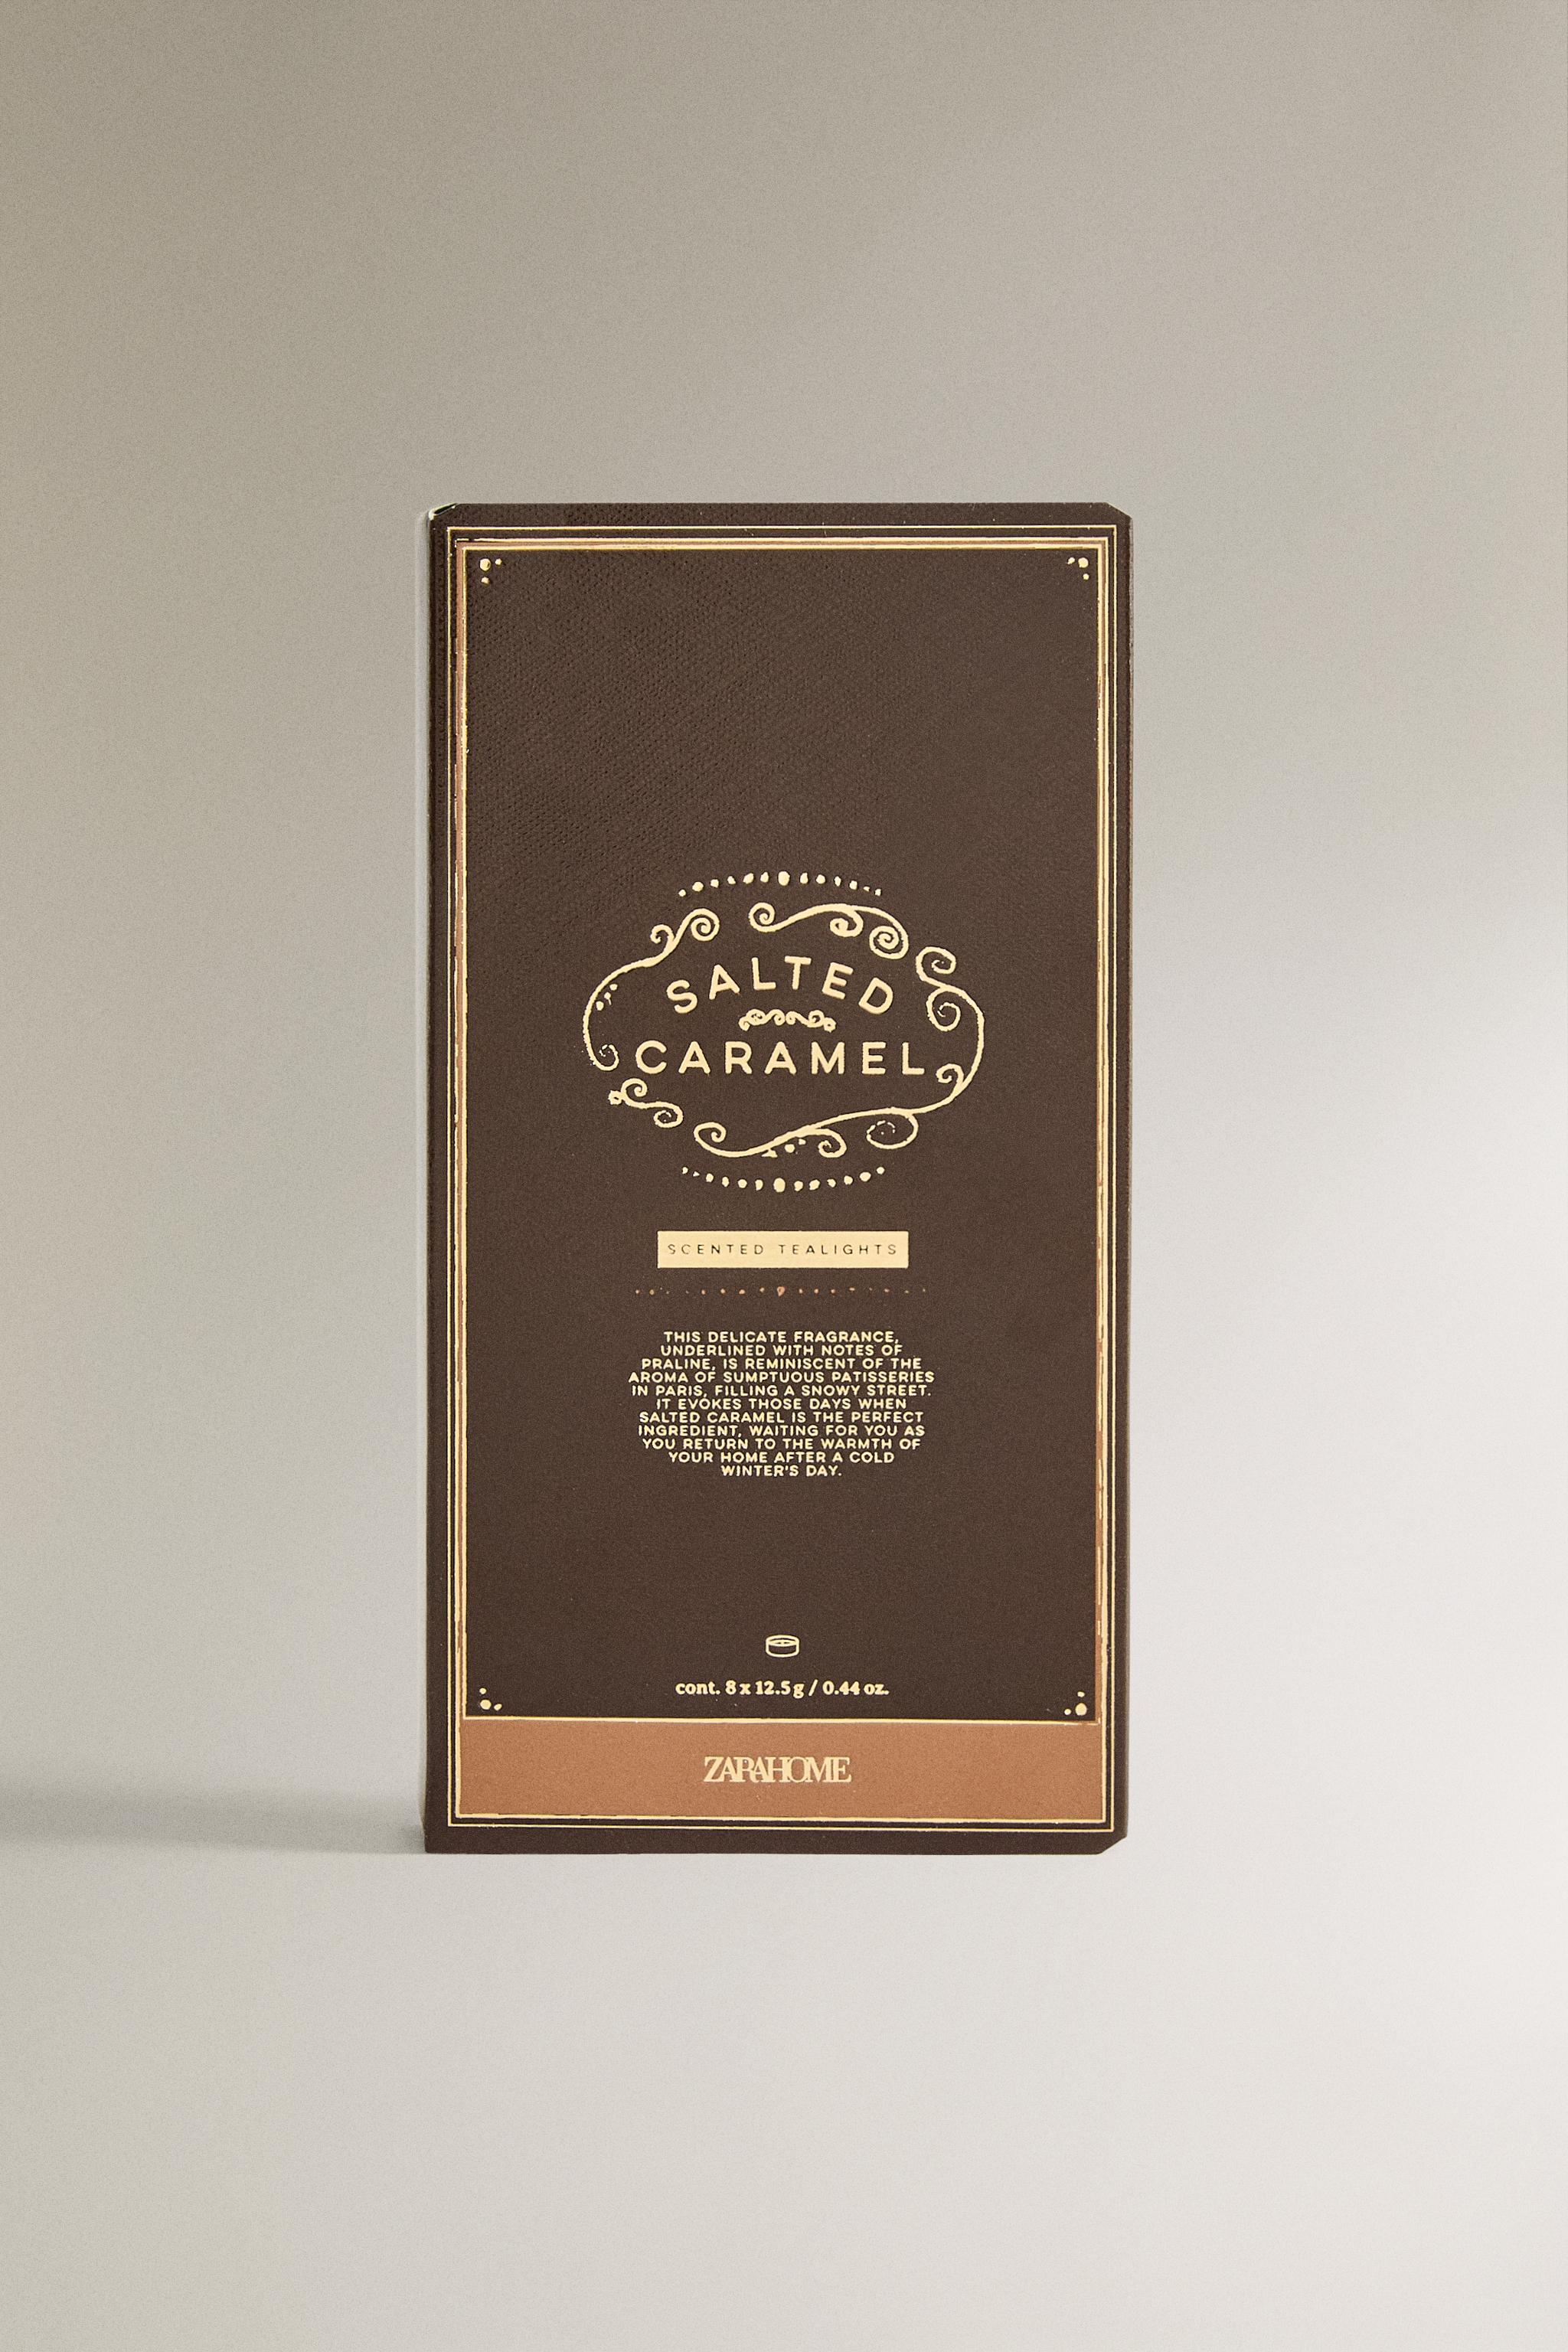 SALTED
CARAMEL
SCENTED TEALIGHTS
THIS DELICATE FRAGRANCE,
UNDERLINED WITH NOTES OF
PRALINE, IS REMINISCENT OF THE
AROMA OF SUMPTUOUS PATISSERIES
IN PARIS, FILLING A SNOWY STREET.
IT EVOKES THOSE DAYS WHEN
SALTED CARAMEL IS THE PERFECT
INGREDIENT, WAITING FOR YOU AS
YOU RETURN TO THE WARMTH OF
YOUR HOME AFTER A COLD
WINTER'S DAY.
cont. 8 x 12.5 g / 0.44 oz.
ZARAHOME